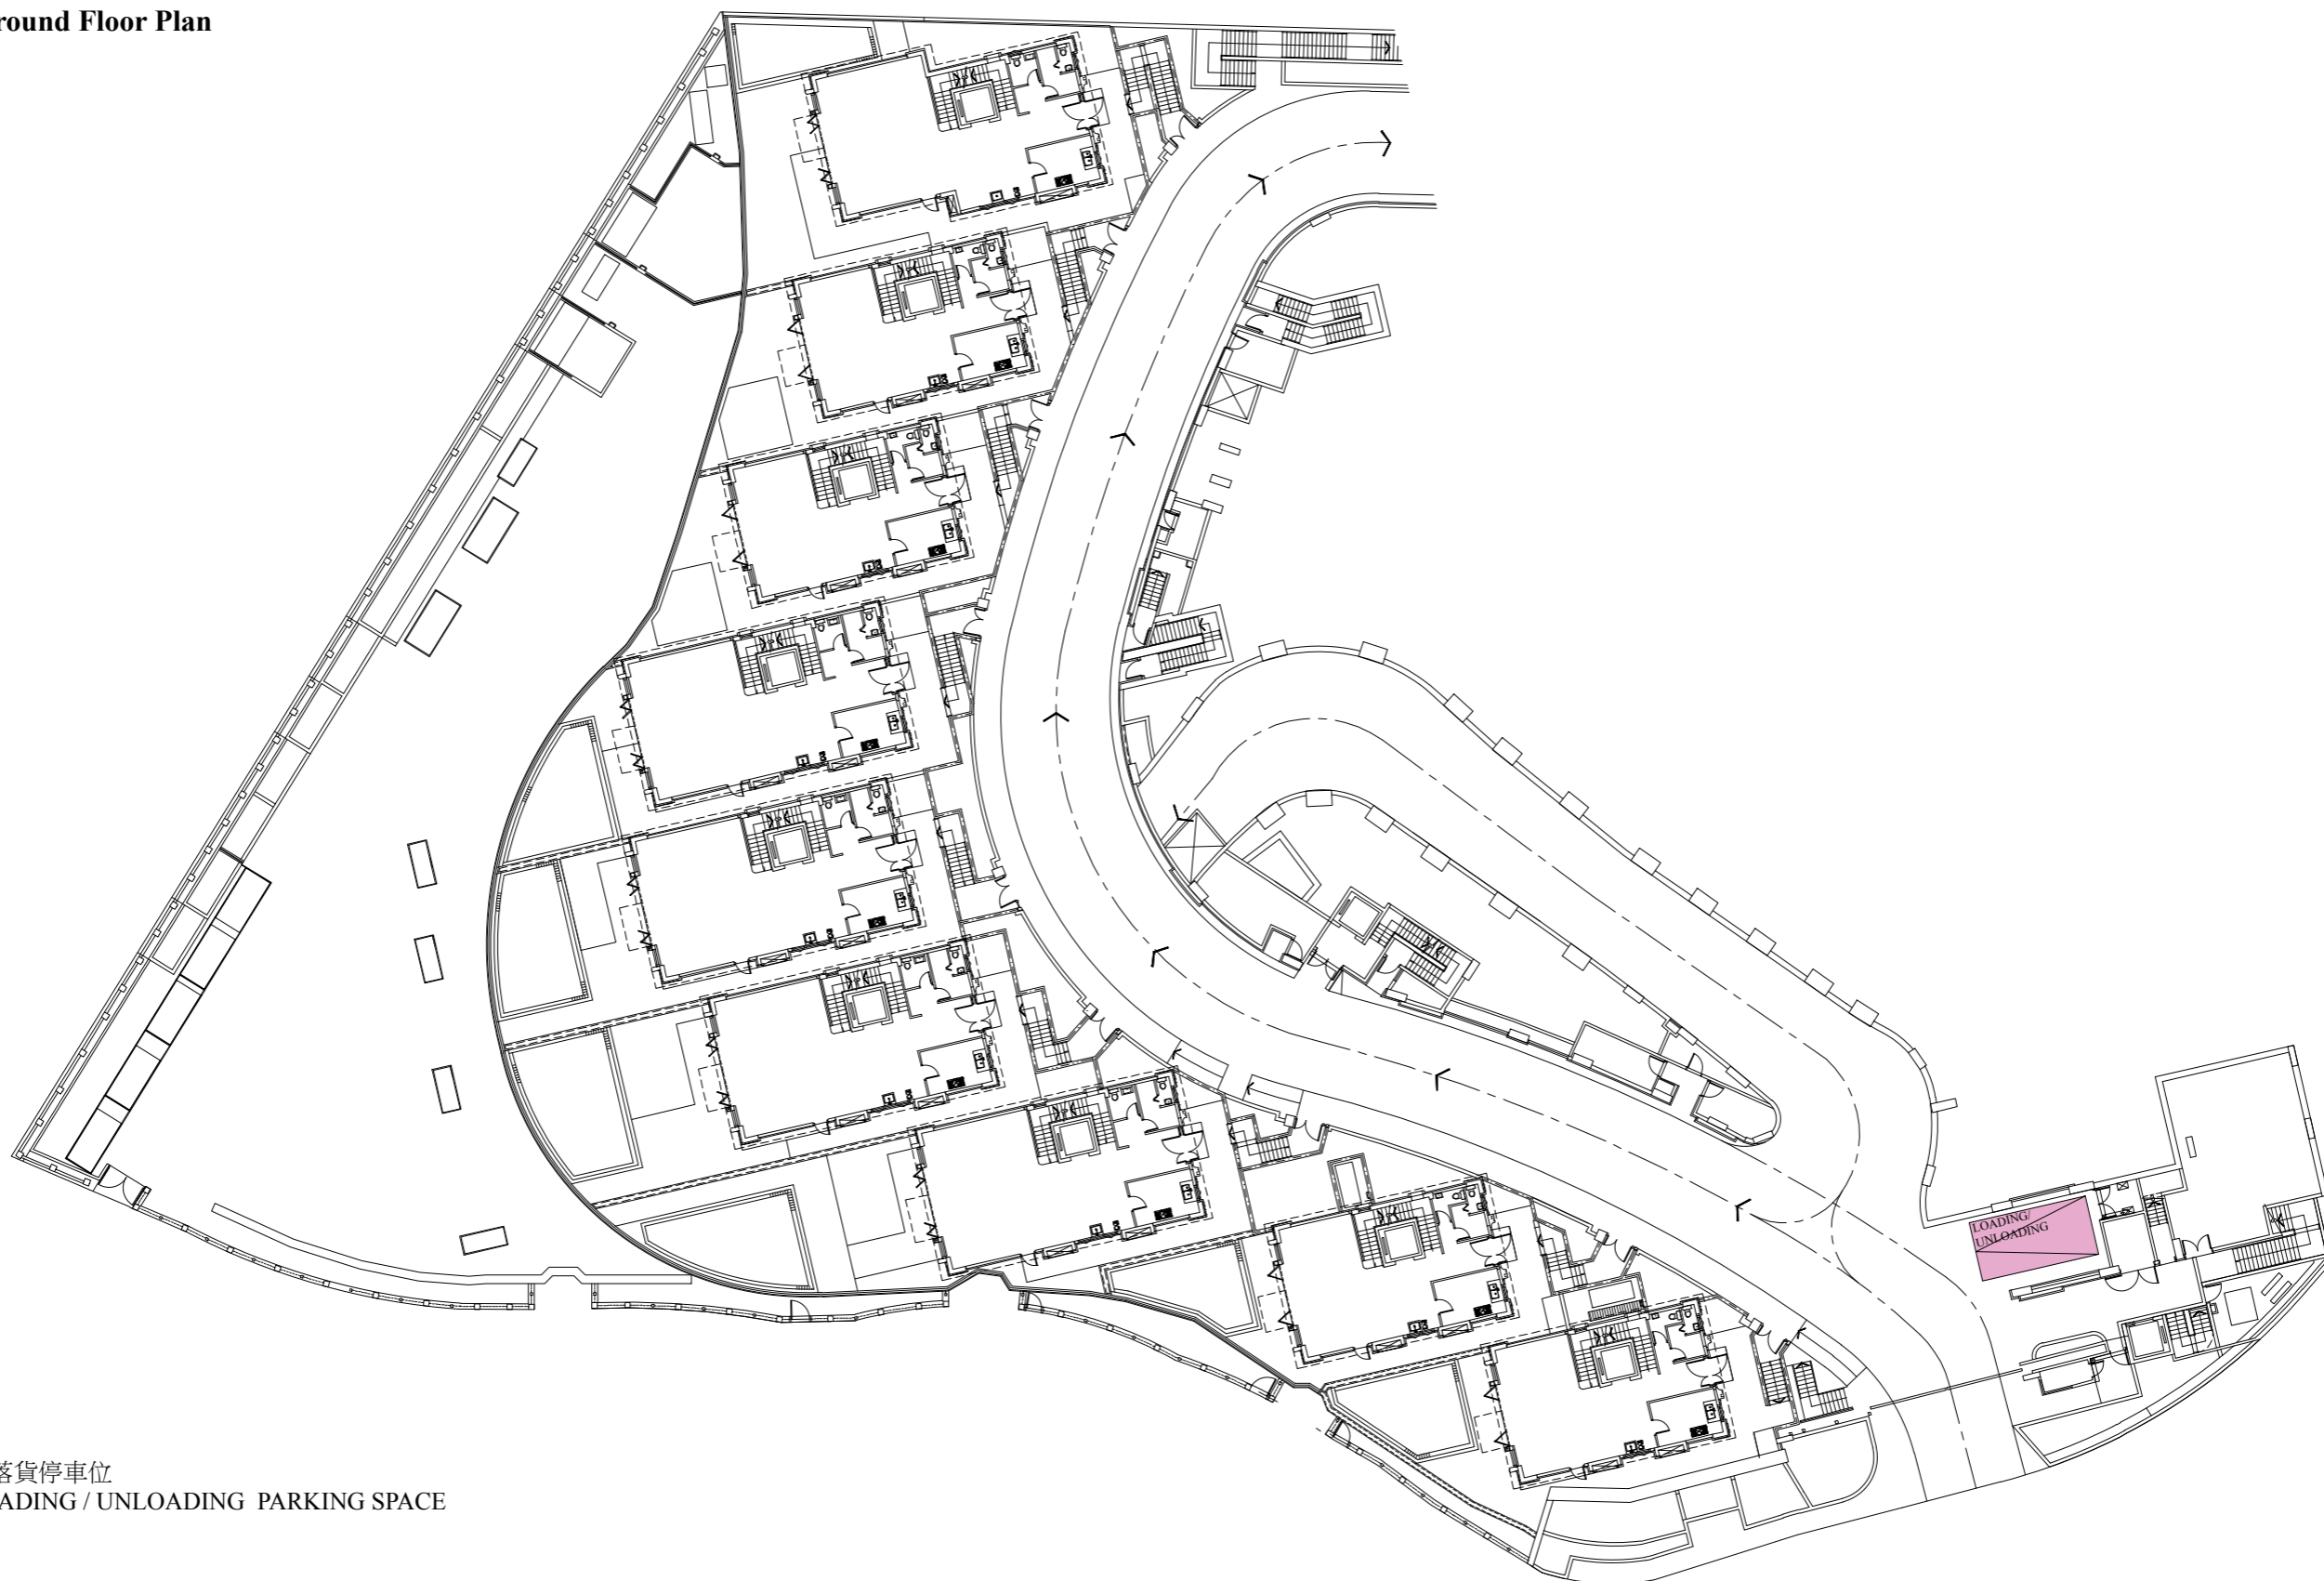 round Floor Plan
LOADING/
UNLOADING
落貨停車位
ADING / UNLOADING PARKING SPACE